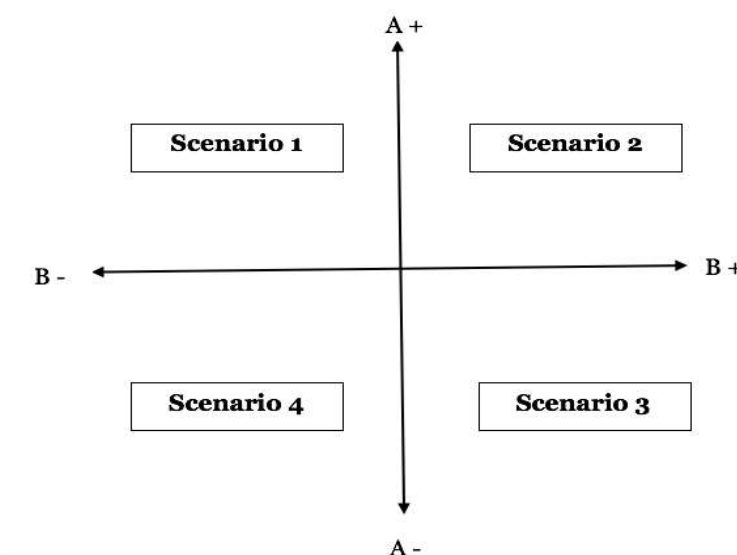 A +
Scenario 1
Scenario 2
B -
B +
Scenario 4
Scenario 3
A -